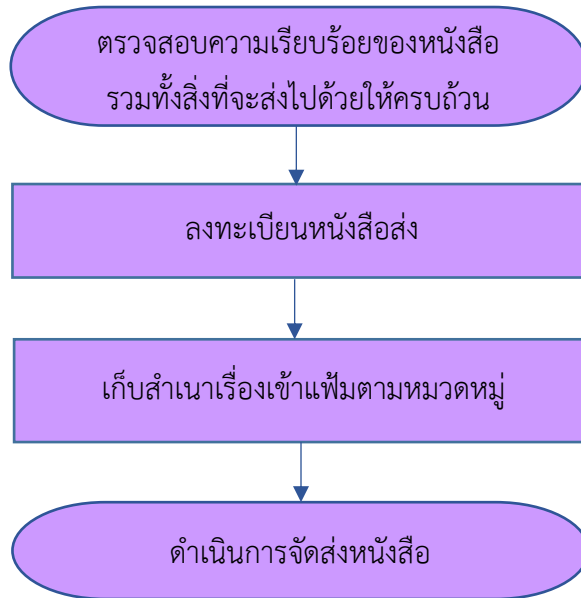 ตรวจสอบความเรียบร้อยของหนังสือ
รวมทั้งสิ่งที่จะส่งไปด้วยให้ครบถ้วน
ลงทะเบียนหนังสือส่ง
เก็บสำเนาเรื่องเข้าแฟ้มตามหมวดหมู่
ดำเนินการจัดส่งหนังสือ